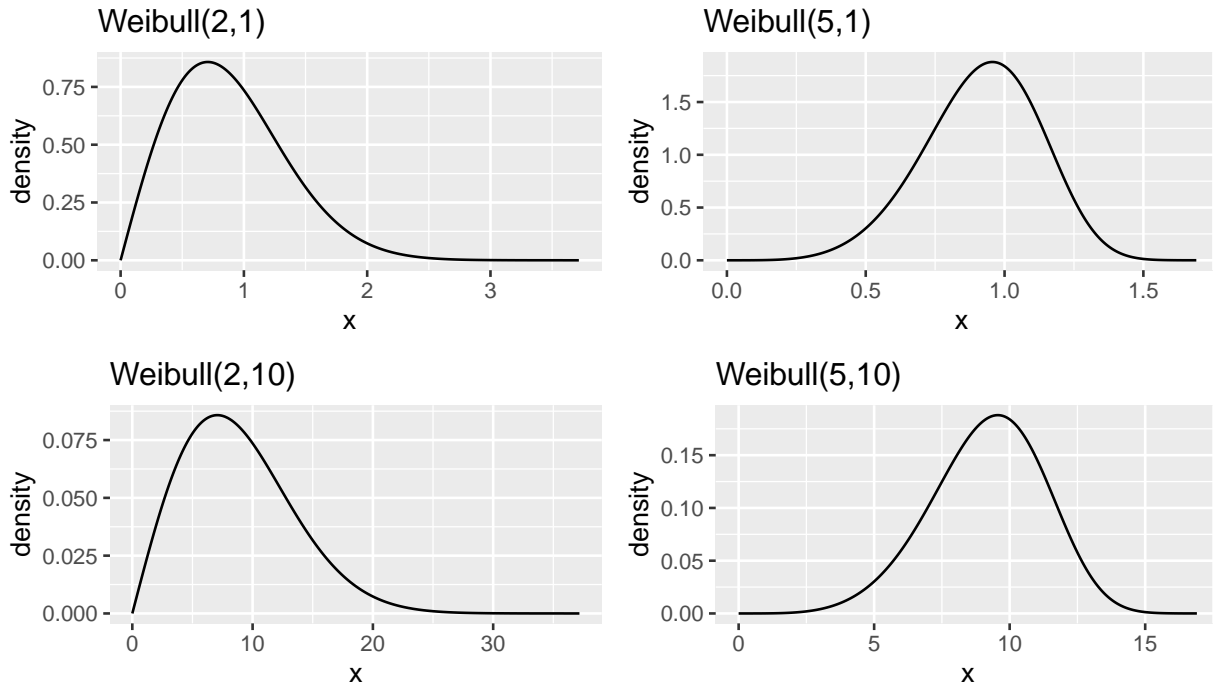 Weibull(2,1)
density
0.75
0.50
0.25
0.00
0 1 2 3
x
Weibull(5,1)
density
1.5
1.0
0.5
0.0
0.0 0.5 1.0 1.5
x
Weibull(2,10)
density
0.075
0.050
0.025
0.000
0 10 20 30
x
Weibull(5,10)
density
0.15
0.10
0.05
0.00
0 5 10 15
x